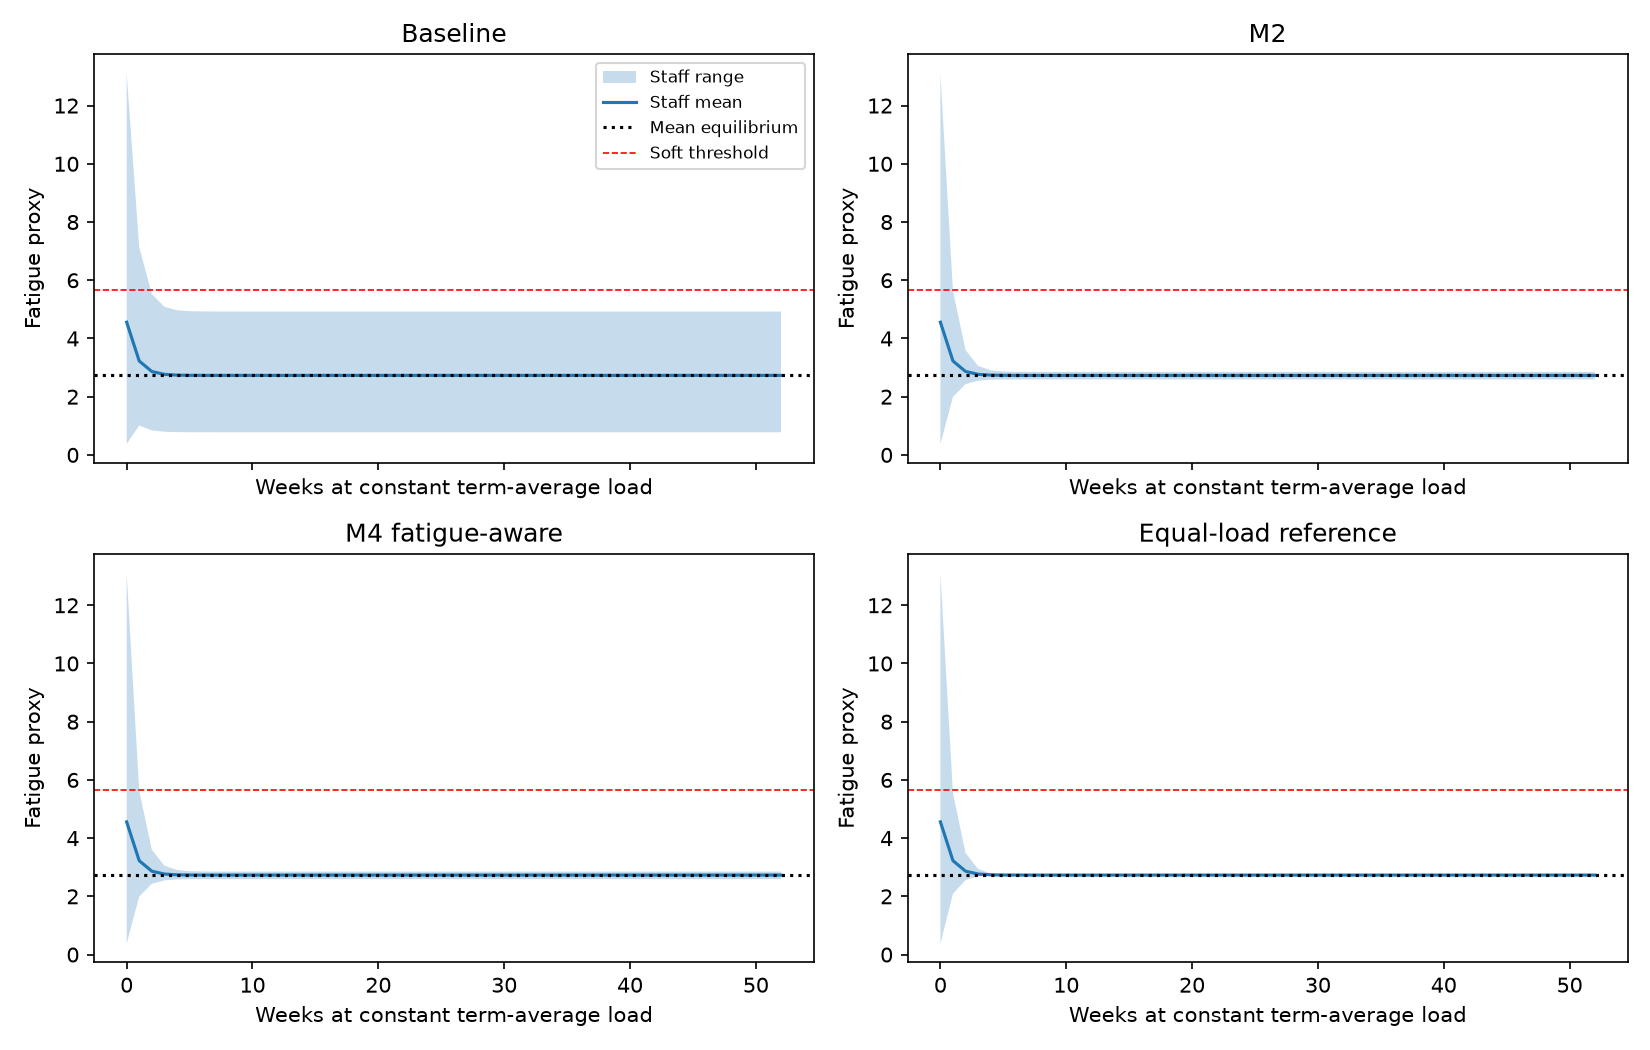 Baseline
12
10
8
6
4
2
0
Fatigue proxy
Staff range
Staff mean
Mean equilibrium
Soft threshold
Weeks at constant term-average load
M2
12
10
8
6
4
2
0
Fatigue proxy
Weeks at constant term-average load
M4 fatigue-aware
12
10
8
6
4
2
0
Fatigue proxy
0 10 20 30 40 50
Weeks at constant term-average load
Equal-load reference
12
10
8
6
4
2
0
Fatigue proxy
0 10 20 30 40 50
Weeks at constant term-average load